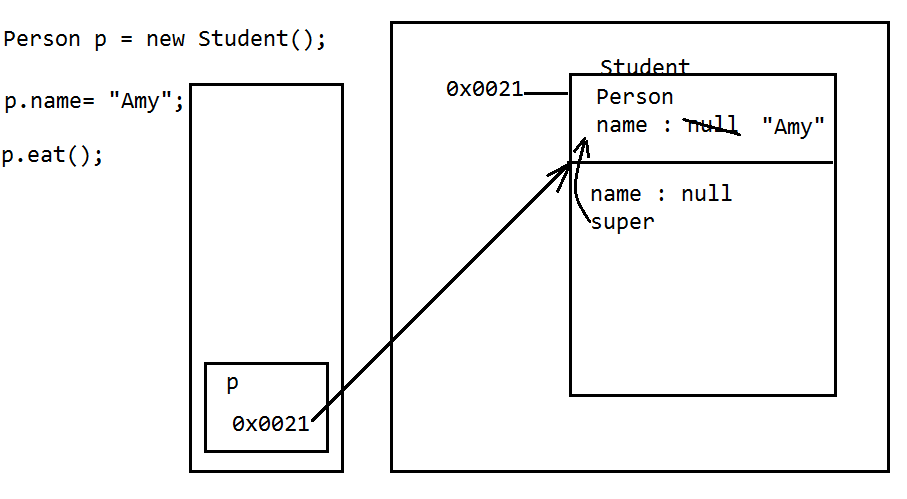 Person p = new Student();
p.name= "Amy";
p.eat();
p
0x0021
0x0021
Student
Person
name : null "Amy"
name : null
super